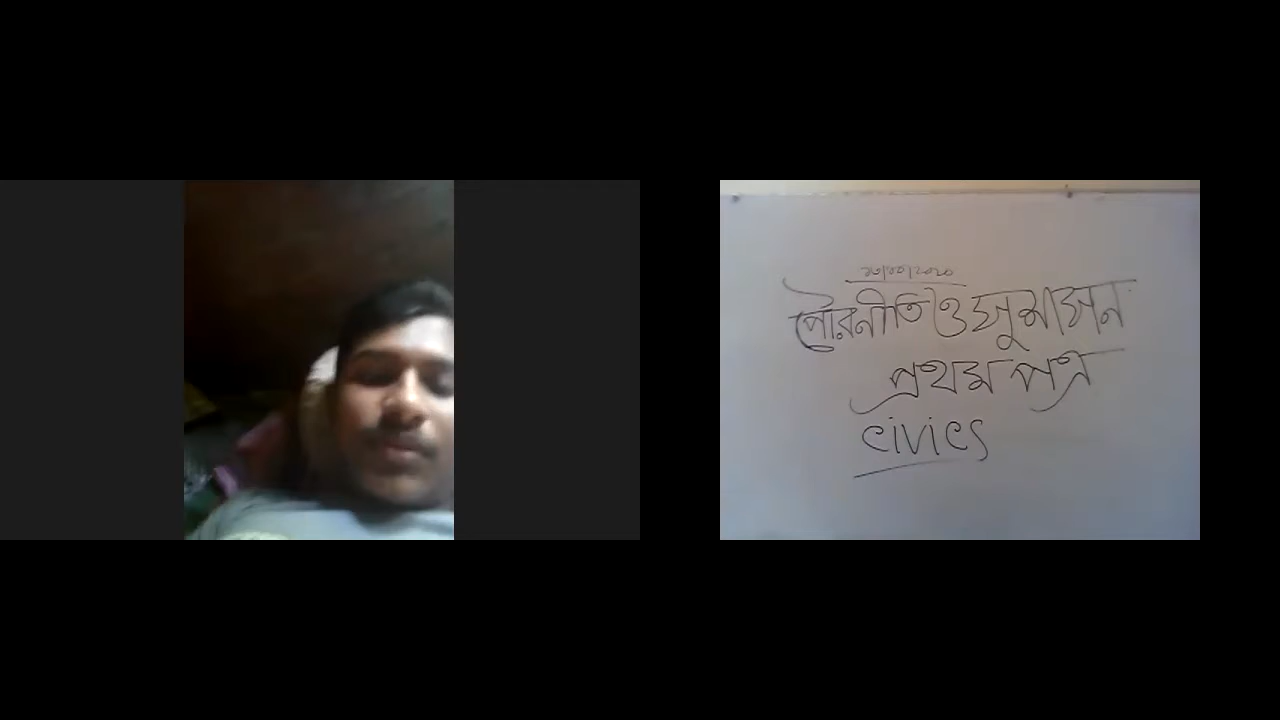 পৌরনীতি ও সুশাসন
প্রথম পত্র
civics